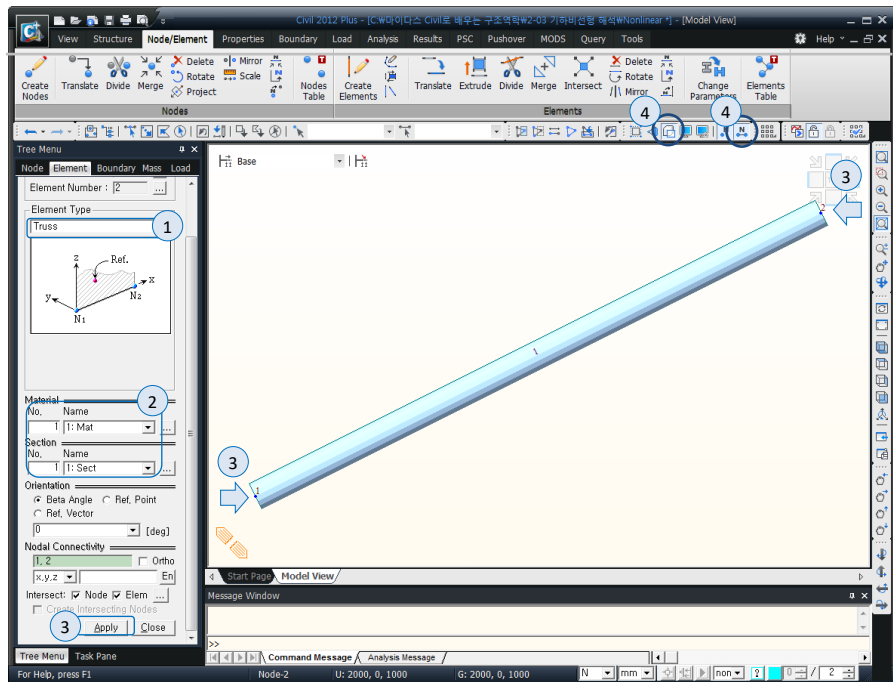 Civil 2012 Plus - [C:₩마이다스 Civil로 배우는 구조역학₩2-03 기하비선형 해석₩Nonlinear *] - [Model View]
View Structure Node/Element Properties Boundary Load Analysis Results PSC Pushover MODS Query Tools Help
Create Nodes
Translate
Divide
Merge
Delete
Rotate
Project
Mirror
Scale
Nodes Table
Create Elements
Translate
Extrude
Divide
Merge
Intersect
Delete
Rotate
Mirror
Change Parameters
Elements Table
Nodes
Elements
4
4
Tree Menu
Node Element Boundary Mass Load
Element Number : 2
...
Element Type
Truss
1
z
Ref.
x
y
N2
N1
Material
2
No. Name
1 1: Mat
...
Section
No. Name
1 1: Sect
...
Orientation
Beta Angle Ref. Point
Ref. Vector
0 [deg]
Nodal Connectivity
1, 2 Ortho
x,y,z En
Intersect: Node Elem ...
Create Intersecting Nodes
3
Apply Close
Tree Menu Task Pane
Base
3
2
1
3
1
Start Page Model View
Message Window
>>
Command Message Analysis Message
For Help, press F1
Node-2
U: 2000, 0, 1000
G: 2000, 0, 1000
N
mm
non
?
0
/ 2